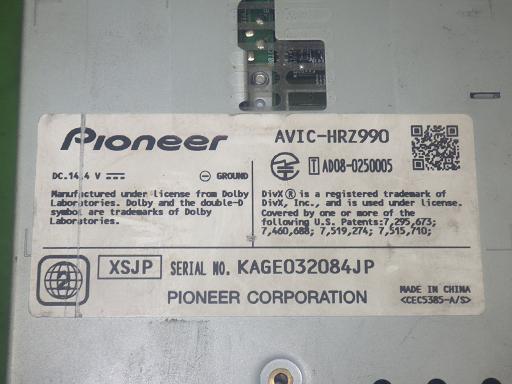 Pioneer
AVIC-HRZ990
DC.14.4 V
GROUND
T AD08-0250005
Manufactured under license from Dolby
Laboratories. Dolby and the double-D
symbol are trademarks of Dolby
Laboratories.
DivX® is a registered trademark of
DivX, Inc., and is used under license.
Covered by one or more of the
following U.S. Patents:7,295,673;
7,460,688; 7,519,274; 7,515,710;
2
XSJP
SERIAL NO. KAGE032084JP
PIONEER CORPORATION
MADE IN CHINA
<CEC5385-A/S>